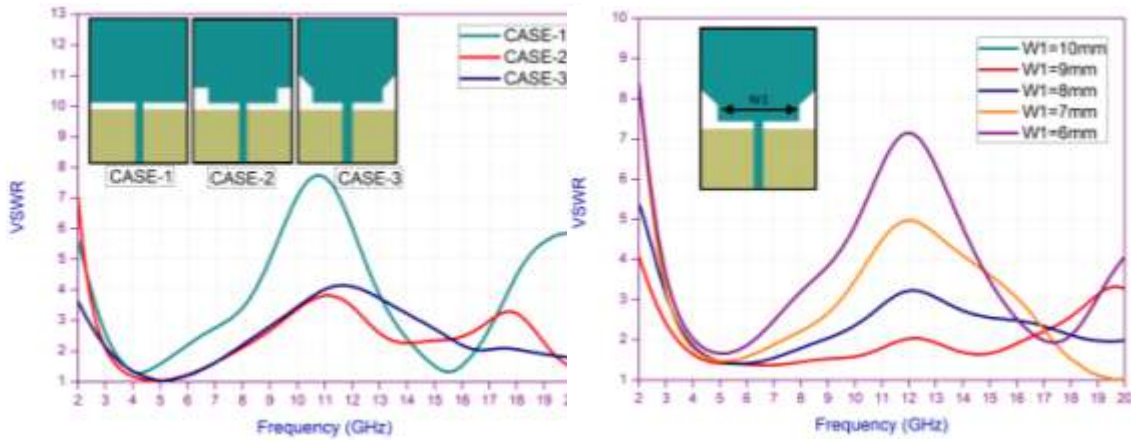 13
12
11
10
9
8
7
6
5
4
3
2
1
VSWR
CASE-1
CASE-2
CASE-3
CASE-1
CASE-2
CASE-3
2 3 4 5 6 7 8 9 10 11 12 13 14 15 16 17 18 19
Frequency (GHz)
10
9
8
7
6
5
4
3
2
1
VSWR
W1
W1=10mm
W1=9mm
W1=8mm
W1=7mm
W1=6mm
2 3 4 5 6 7 8 9 10 11 12 13 14 15 16 17 18 19 20
Frequency (GHz)